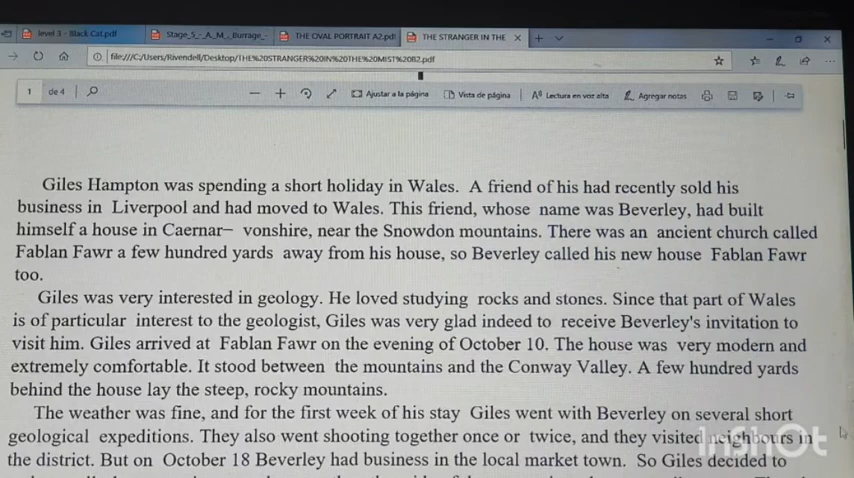 level 3 - Black Cat.pdf
Stage_5_-_A_M_-_Burrage_-
THE OVAL PORTRAIT A2.pdf
THE STRANGER IN THE
file:///C:/Users/Rivendell/Desktop/THE%20STRANGER%20IN%20THE%20MIST%20B2.pdf
1 de 4 Ajustar a la página Vista de página Lectura en voz alta Agregar notas
Giles Hampton was spending a short holiday in Wales. A friend of his had recently sold his
business in Liverpool and had moved to Wales. This friend, whose name was Beverley, had built
himself a house in Caernar– vonshire, near the Snowdon mountains. There was an ancient church called
Fablan Fawr a few hundred yards away from his house, so Beverley called his new house Fablan Fawr
too.
Giles was very interested in geology. He loved studying rocks and stones. Since that part of Wales
is of particular interest to the geologist, Giles was very glad indeed to receive Beverley's invitation to
visit him. Giles arrived at Fablan Fawr on the evening of October 10. The house was very modern and
extremely comfortable. It stood between the mountains and the Conway Valley. A few hundred yards
behind the house lay the steep, rocky mountains.
The weather was fine, and for the first week of his stay Giles went with Beverley on several short
geological expeditions. They also went shooting together once or twice, and they visited neighbours in
the district. But on October 18 Beverley had business in the local market town. So Giles decided to
InShot